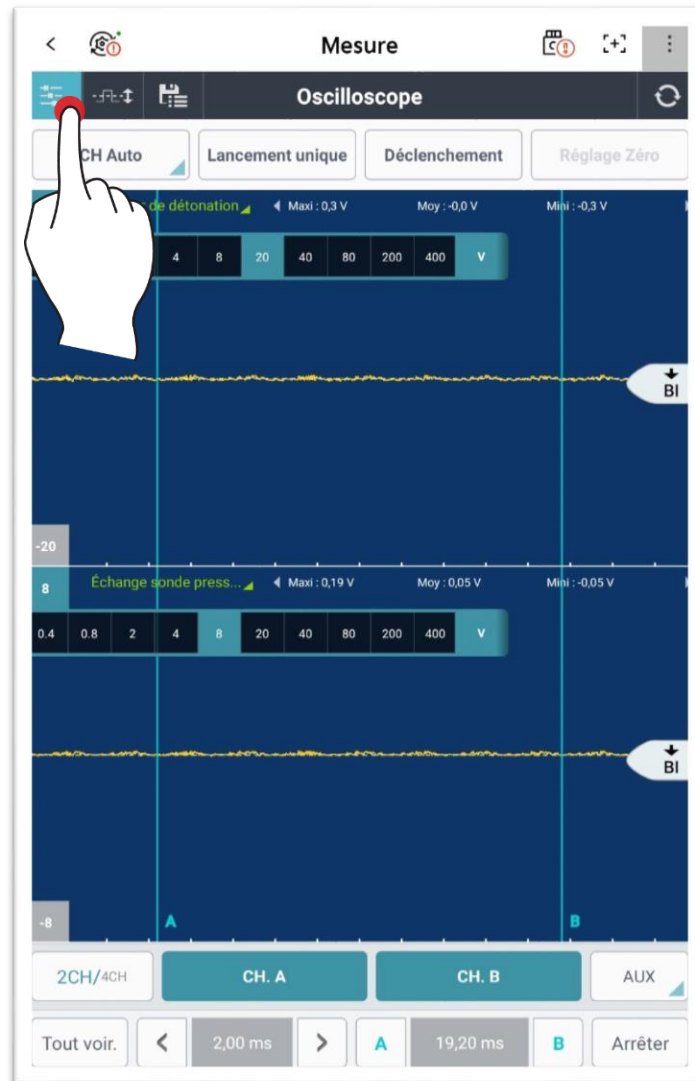 Mesure
Oscilloscope
CH Auto Lancement unique Déclenchement Réglage Zéro
de détonation Maxi : 0,3 V Moy : -0,0 V Mini : -0,3 V
4 8 20 40 80 200 400 V
BI
-20
8 Échange sonde press... Maxi : 0,19 V Moy : 0,05 V Mini : -0,05 V
0.4 0.8 2 4 8 20 40 80 200 400 V
BI
-8 A B
2CH/4CH CH. A CH. B AUX
Tout voir. < 2,00 ms > A 19,20 ms B Arrêter